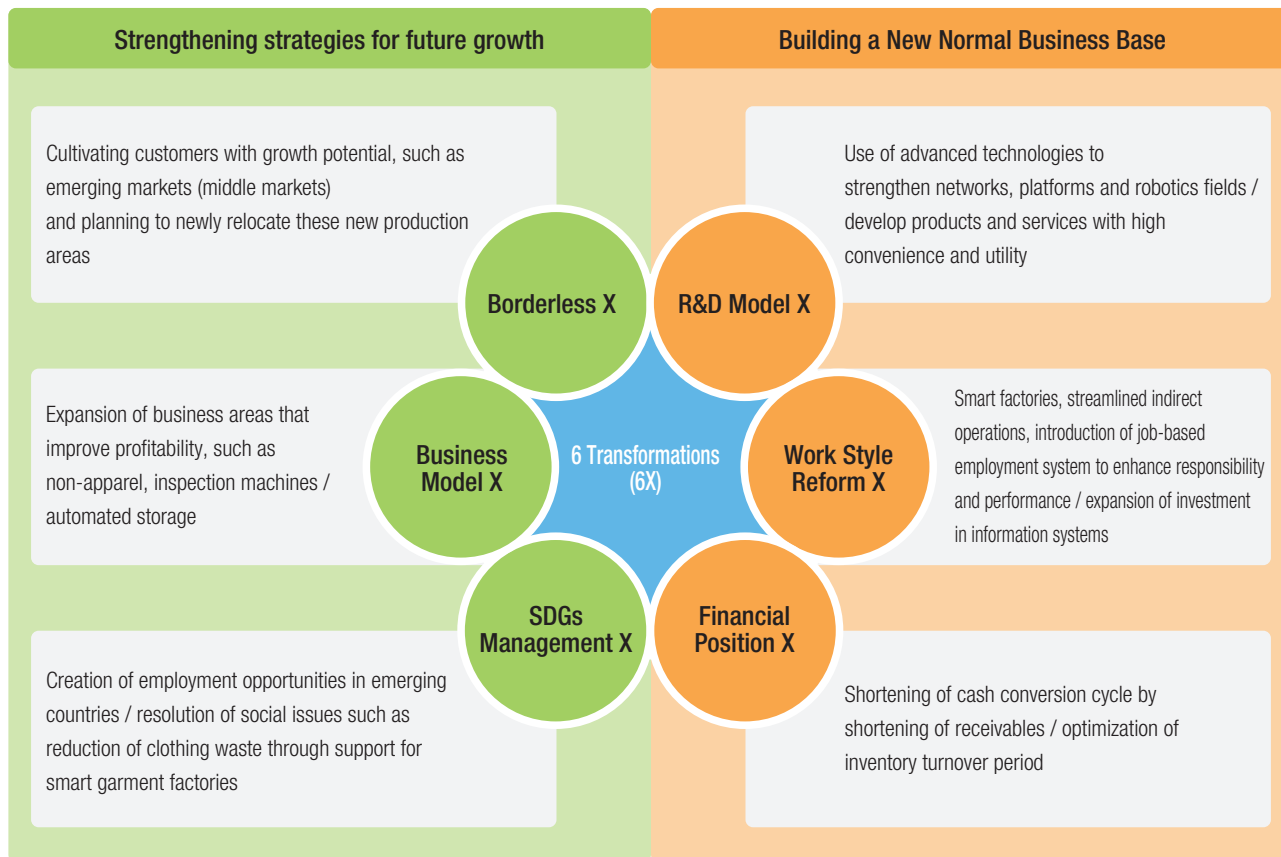 Strengthening strategies for future growth
Building a New Normal Business Base
Cultivating customers with growth potential, such as
emerging markets (middle markets)
and planning to newly relocate these new production
areas
Borderless X
Use of advanced technologies to
strengthen networks, platforms and robotics fields /
develop products and services with high
convenience and utility
R&D Model X
Expansion of business areas that
improve profitability, such as
non-apparel, inspection machines /
automated storage
Business
Model X
6 Transformations
(6X)
Work Style
Reform X
Smart factories, streamlined indirect
operations, introduction of job-based
employment system to enhance responsibility
and performance / expansion of investment
in information systems
SDGs
Management X
Creation of employment opportunities in emerging
countries / resolution of social issues such as
reduction of clothing waste through support for
smart garment factories
Financial
Position X
Shortening of cash conversion cycle by
shortening of receivables / optimization of
inventory turnover period